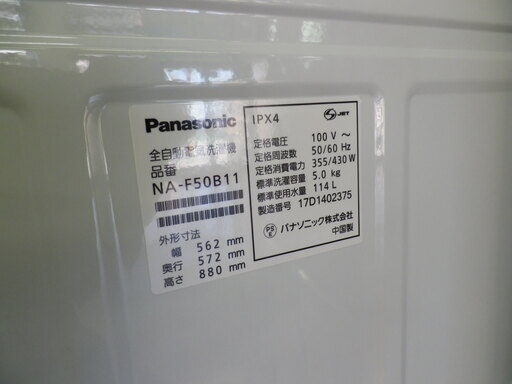 Panasonic
全自動電気洗濯機
品番
NA-F50B11
外形寸法
幅 562 mm
奥行 572 mm
高さ 880 mm
IPX4
S JET
定格電圧 100 V ~
定格周波数 50/60 Hz
定格消費電力 355/430 W
標準洗濯容量 5.0 kg
標準使用水量 114 L
製造番号 17D1402375
PS E パナソニック株式会社
中国製